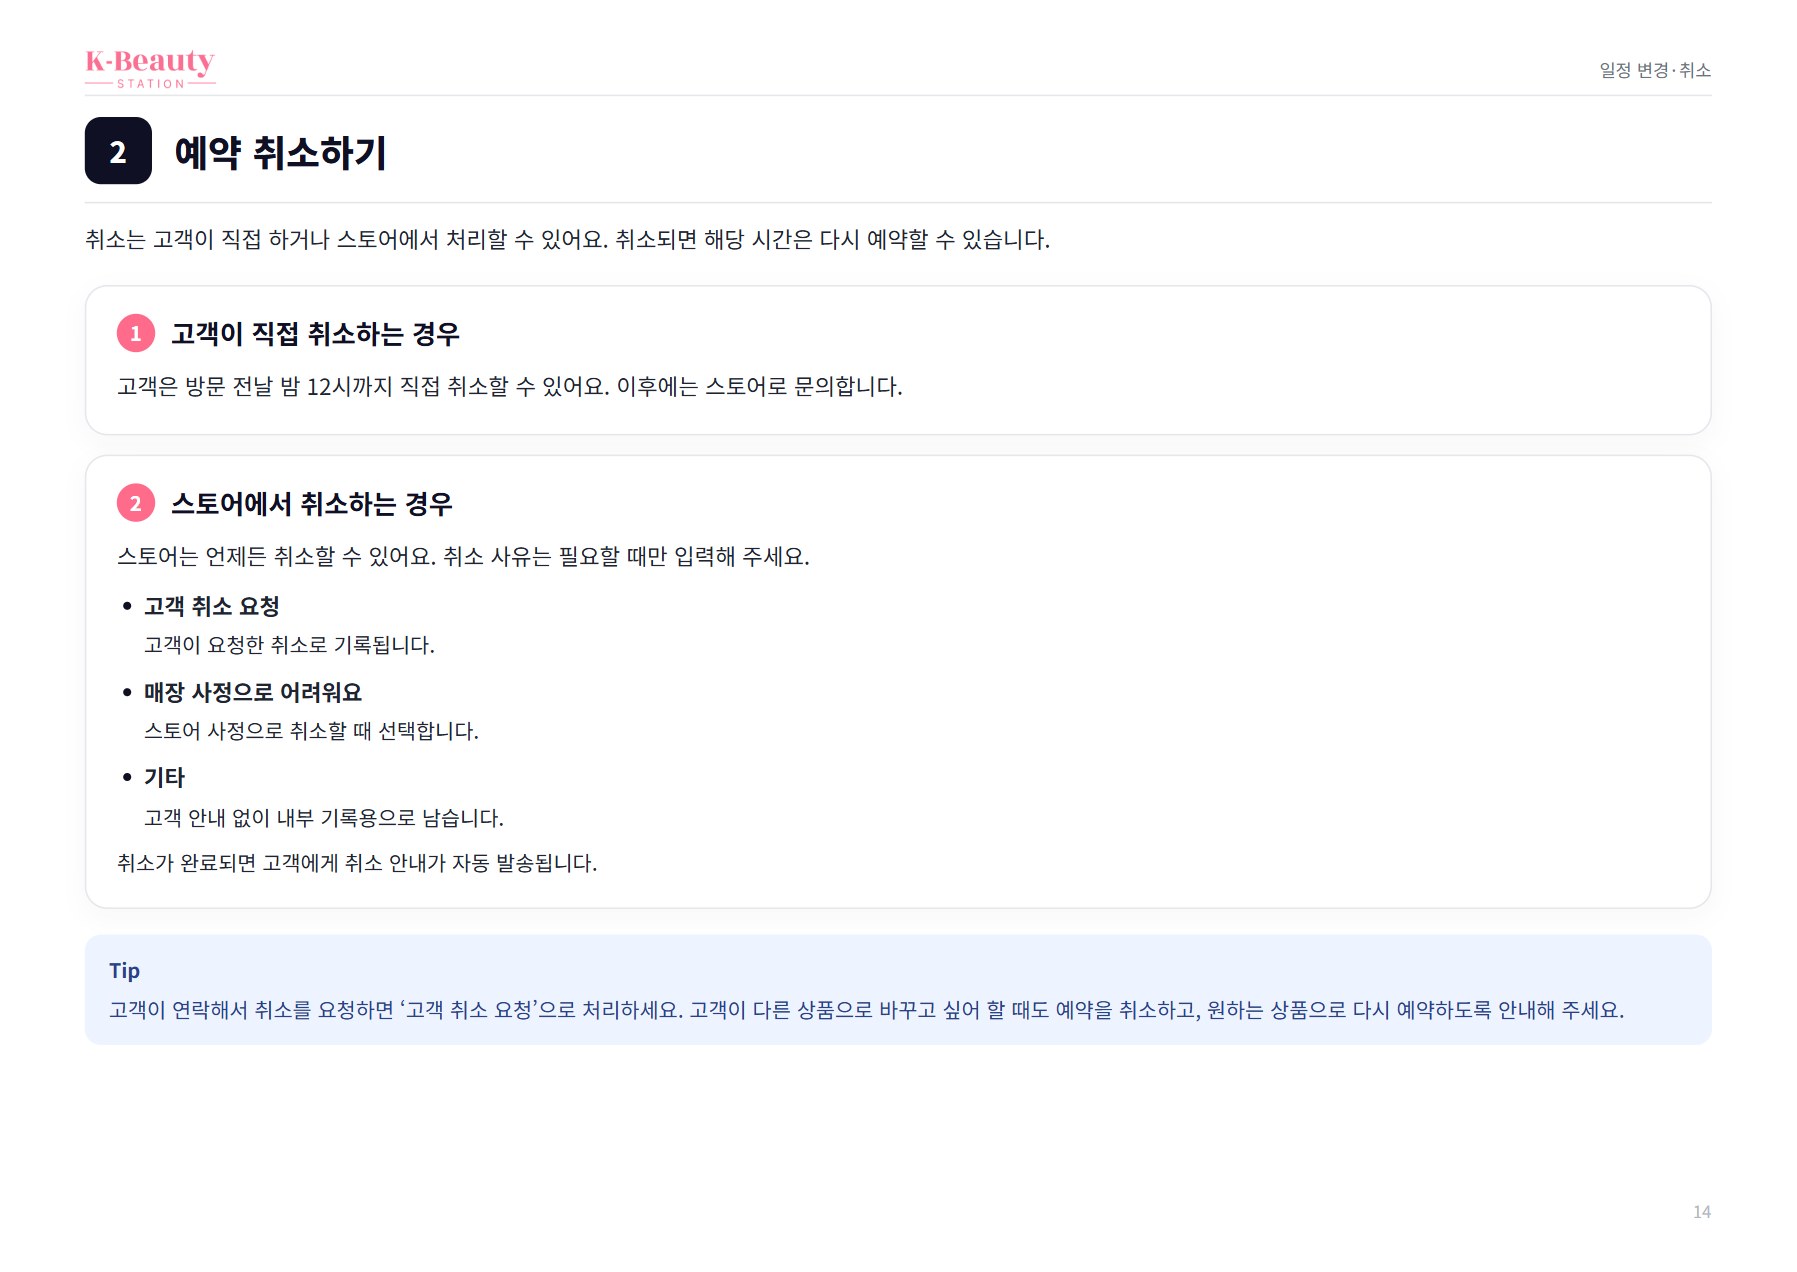 K-Beauty
STATION
일정 변경·취소
2
예약 취소하기
취소는 고객이 직접 하거나 스토어에서 처리할 수 있어요. 취소되면 해당 시간은 다시 예약할 수 있습니다.
1 고객이 직접 취소하는 경우
고객은 방문 전날 밤 12시까지 직접 취소할 수 있어요. 이후에는 스토어로 문의합니다.
2 스토어에서 취소하는 경우
스토어는 언제든 취소할 수 있어요. 취소 사유는 필요할 때만 입력해 주세요.
• 고객 취소 요청
고객이 요청한 취소로 기록됩니다.
• 매장 사정으로 어려워요
스토어 사정으로 취소할 때 선택합니다.
• 기타
고객 안내 없이 내부 기록용으로 남습니다.
취소가 완료되면 고객에게 취소 안내가 자동 발송됩니다.
Tip
고객이 연락해서 취소를 요청하면 ‘고객 취소 요청’으로 처리하세요. 고객이 다른 상품으로 바꾸고 싶어 할 때도 예약을 취소하고, 원하는 상품으로 다시 예약하도록 안내해 주세요.
14